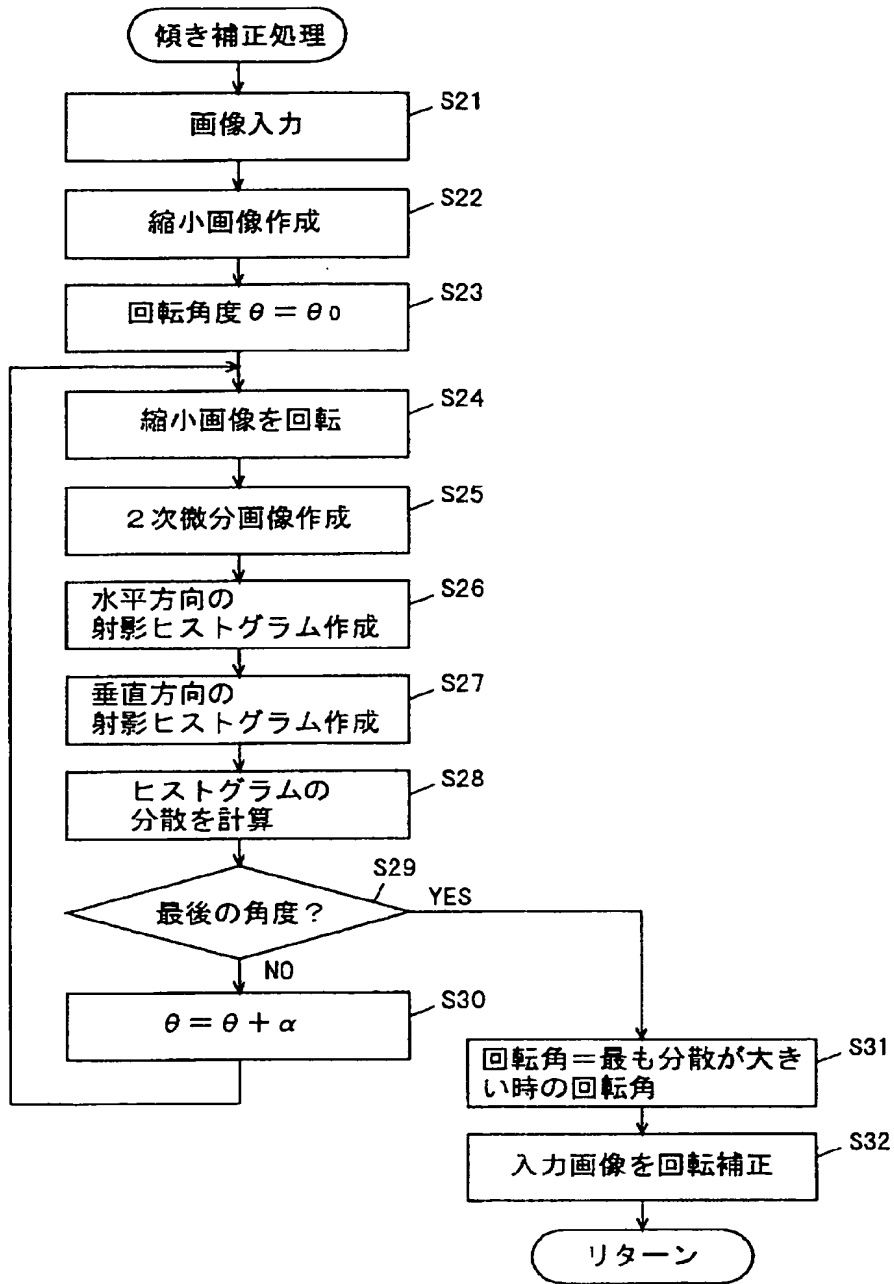 傾き補正処理
S21
画像入力
S22
縮小画像作成
S23
回転角度θ＝θ0
S24
縮小画像を回転
S25
２次微分画像作成
S26
水平方向の
射影ヒストグラム作成
S27
垂直方向の
射影ヒストグラム作成
S28
ヒストグラムの
分散を計算
S29
最後の角度？
YES
NO
S30
θ＝θ＋α
S31
回転角＝最も分散が大き
い時の回転角
S32
入力画像を回転補正
リターン